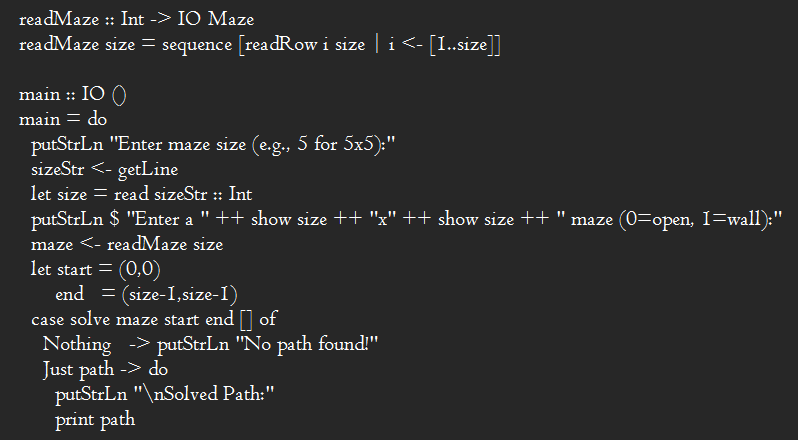 readMaze :: Int -> IO Maze
readMaze size = sequence [readRow i size | i <- [1..size]]

main :: IO ()
main = do
  putStrLn "Enter maze size (e.g., 5 for 5x5):"
  sizeStr <- getLine
  let size = read sizeStr :: Int
  putStrLn $ "Enter a " ++ show size ++ "x" ++ show size ++ " maze (0=open, 1=wall):"
  maze <- readMaze size
  let start = (0,0)
      end   = (size-1,size-1)
  case solve maze start end [] of
    Nothing   -> putStrLn "No path found!"
    Just path -> do
      putStrLn "\nSolved Path:"
      print path